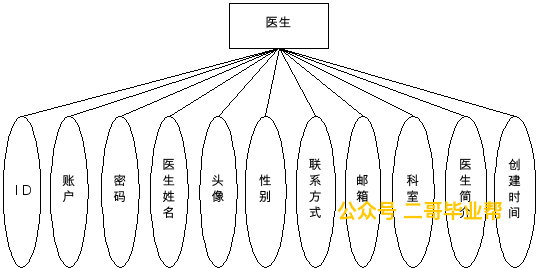 医生
ID
账户
密码
医生姓名
头像
性别
联系方式
邮箱
科室
医生简介
创建时间
公众号 二哥毕业帮